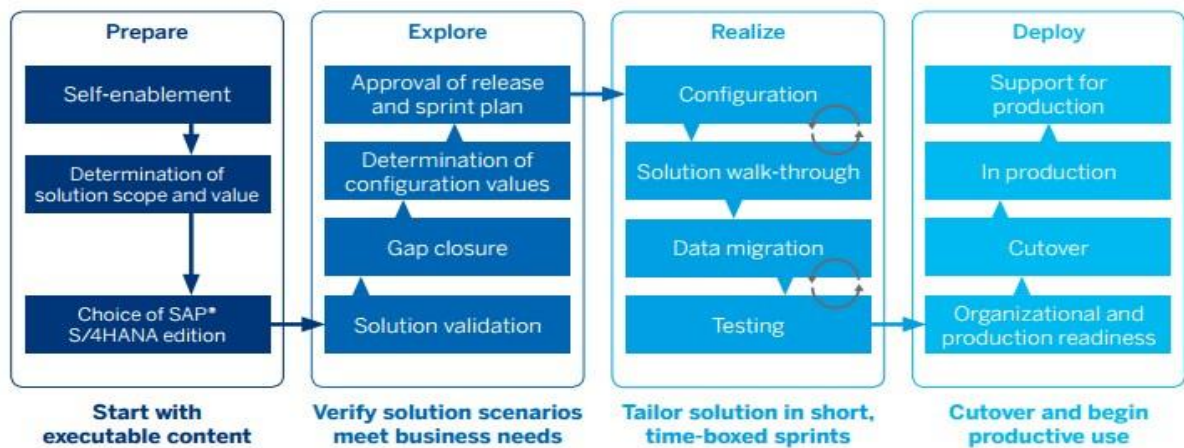 Prepare
Self-enablement
Determination of
solution scope and value
Choice of SAP®
S/4HANA edition
Start with
executable content
Explore
Approval of release
and sprint plan
Determination of
configuration values
Gap closure
Solution validation
Verify solution scenarios
meet business needs
Realize
Configuration
Solution walk-through
Data migration
Testing
Tailor solution in short,
time-boxed sprints
Deploy
Support for
production
In production
Cutover
Organizational and
production readiness
Cutover and begin
productive use